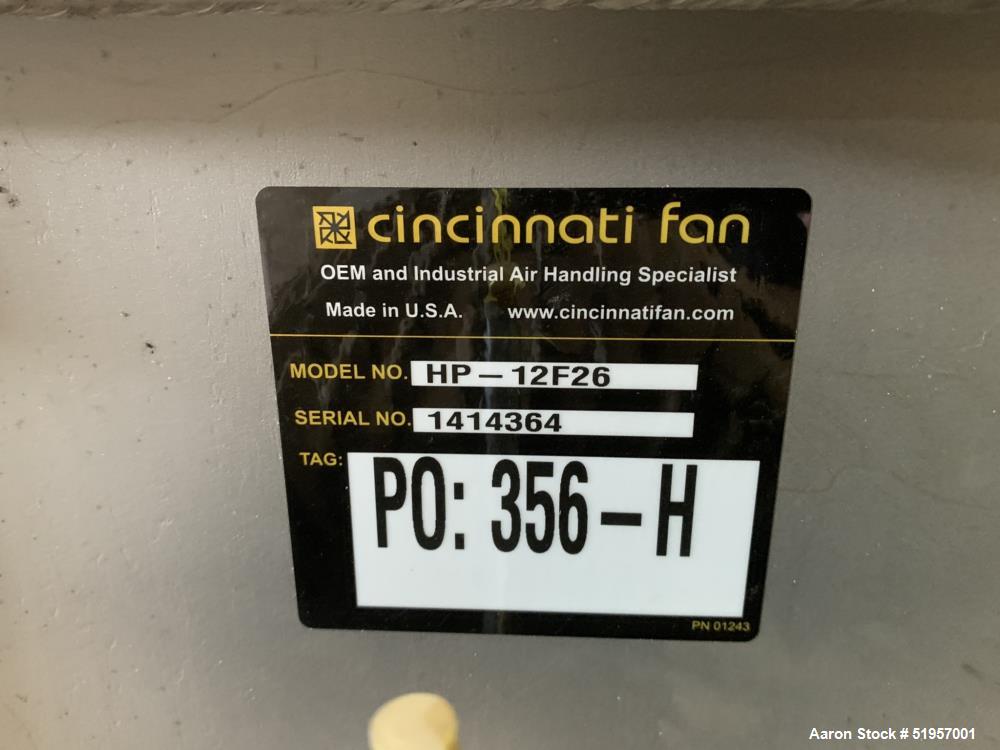 cincinnati fan
OEM and Industrial Air Handling Specialist
Made in U.S.A. www.cincinnatifan.com
MODEL NO. HP-12F26
SERIAL NO. 1414364
TAG: PO: 356-H
PN 01243
Aaron Stock # 51957001